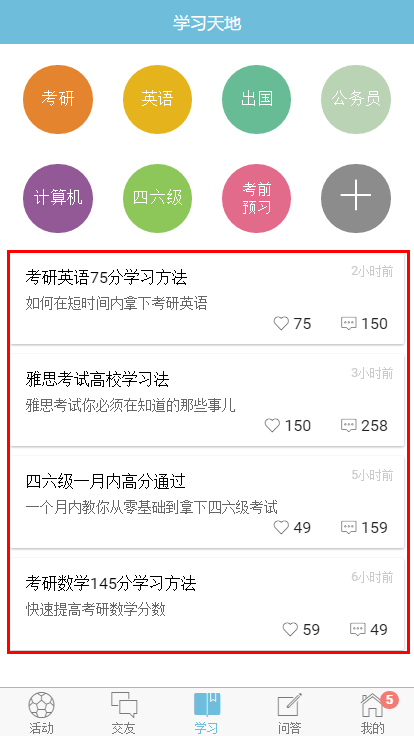 学习天地
考研 英语 出国 公务员
计算机 四六级 考前
预习
2小时前
考研英语75分学习方法
如何在短时间内拿下考研英语
75 150
3小时前
雅思考试高校学习法
雅思考试你必须在知道的那些事儿
150 258
5小时前
四六级一月内高分通过
一个月内教你从零基础到拿下四六级考试
49 159
6小时前
考研数学145分学习方法
快速提高考研数学分数
59 49
5
活动 交友 学习 问答 我的